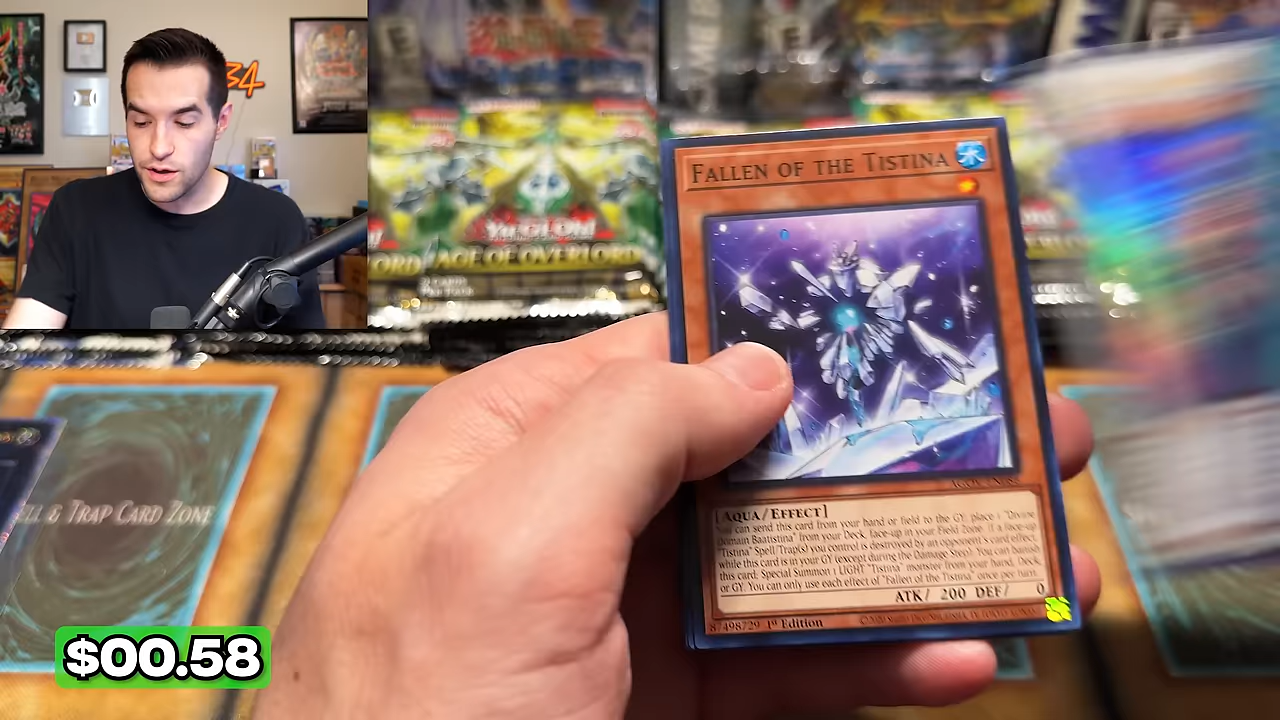 34
FALLEN OF THE TISTINA
Yu-Gi-Oh!
AGE OF OVERLORD
& TRAP CARD ZONE
[AQUA/EFFECT]
You can send this card from your hand or field to the GY; place 1 "Divine
Domain Baatistina" from your Deck, face-up in your Field Zone. If a face-up
"Tistina" Spell/Trap(s) you control is destroyed by an opponent's card effect,
while this card is in your GY (except during the Damage Step): You can banish
this card; Special Summon 1 LIGHT "Tistina" monster from your hand, Deck,
or GY. You can only use each effect of "Fallen of the Tistina" once per turn.
ATK/ 200 DEF/ 0
87498729 1st Edition
$00.58